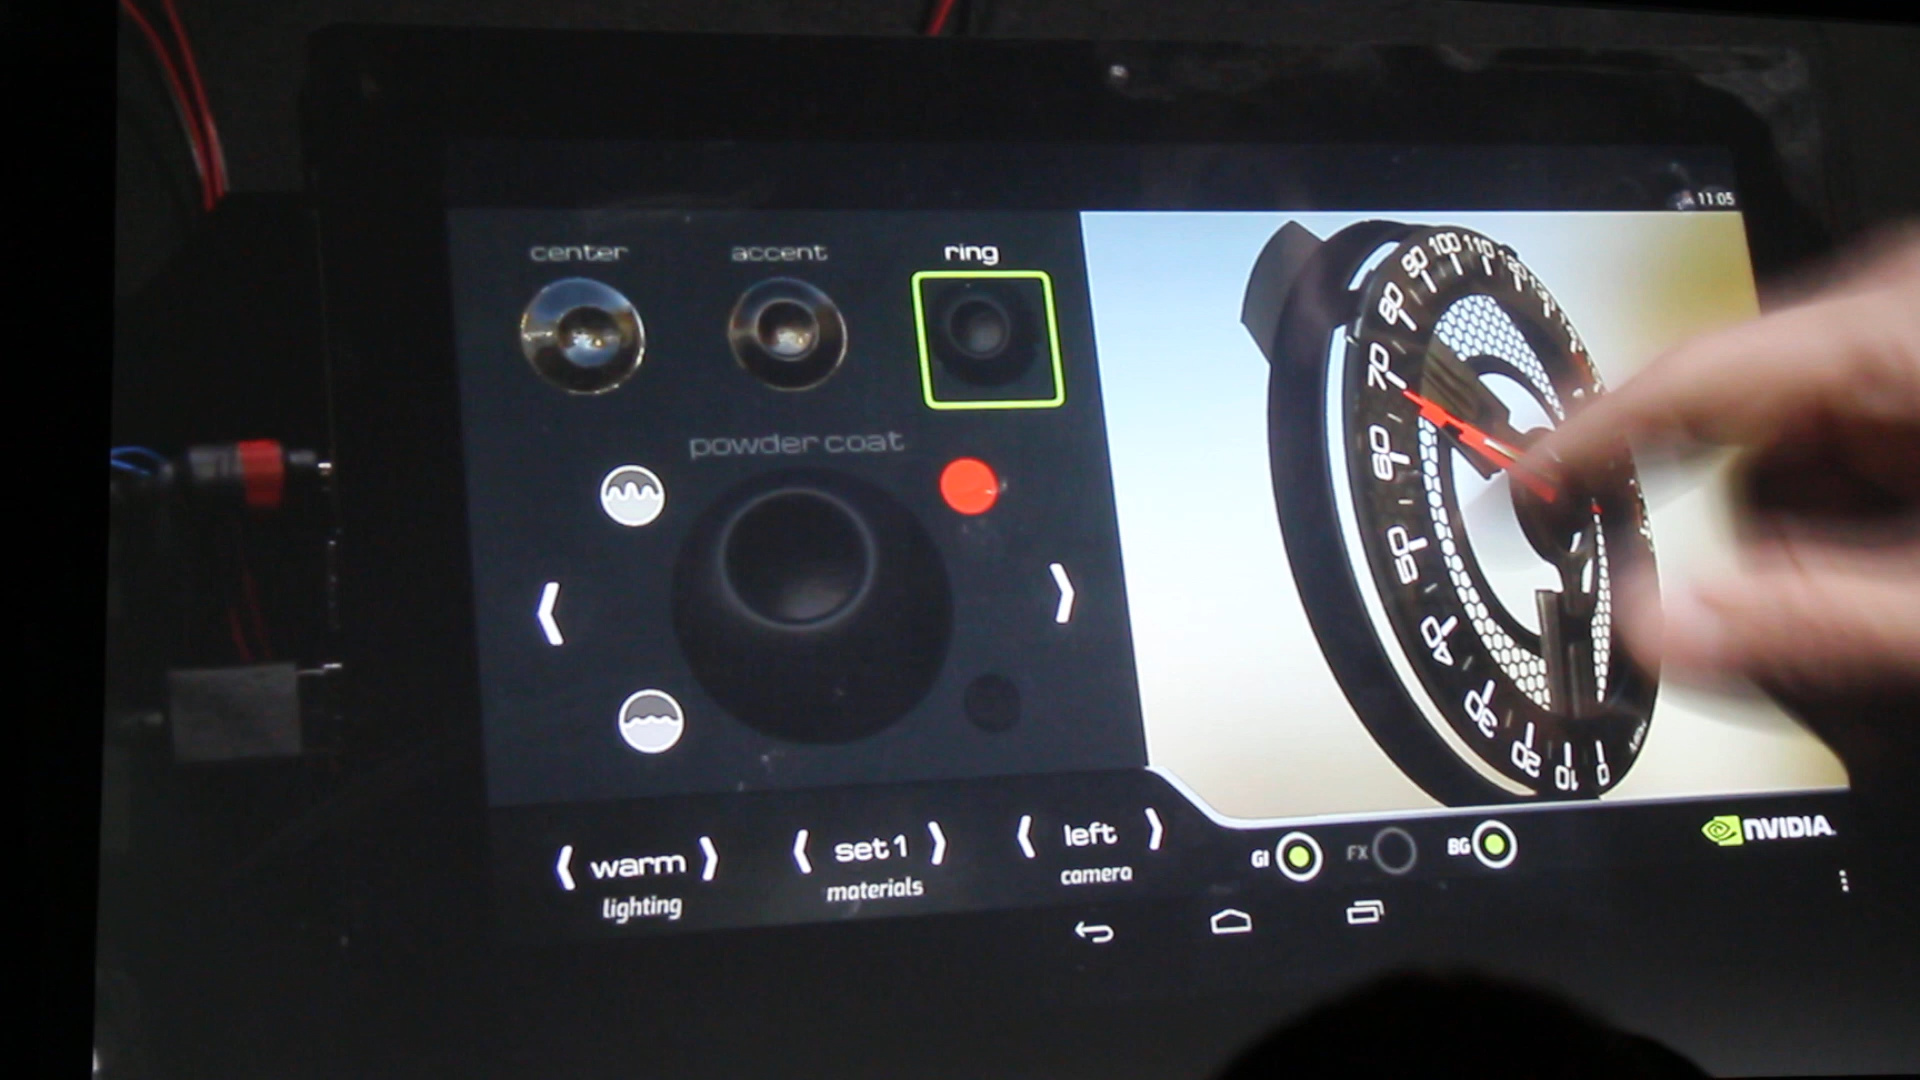 11:05
center accent ring
powder coat
110
100
90
80
70
60
50
40
30
20
10
0
warm set 1 left
lighting materials camera
GI FX BG
NVIDIA.